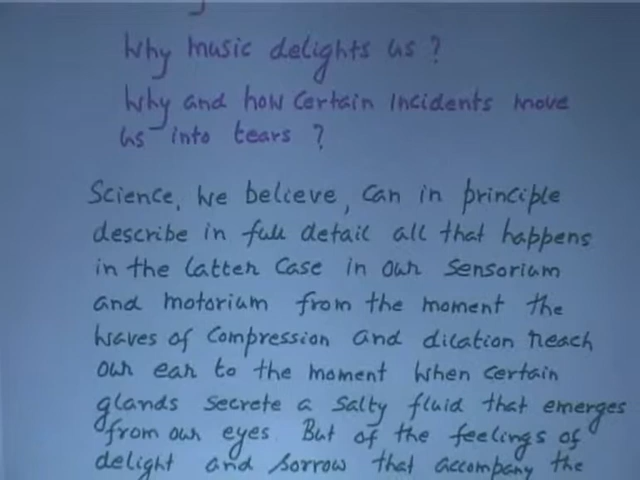 Why music delights us ?
Why and how certain incidents move
us into tears ?
Science, we believe, can in principle
describe in full detail all that happens
in the latter case in our sensorium
and motorium from the moment the
waves of compression and dilation reach
our ear to the moment when certain
glands secrete a salty fluid that emerges
from our eyes. But of the feelings of
delight and sorrow that accompany the